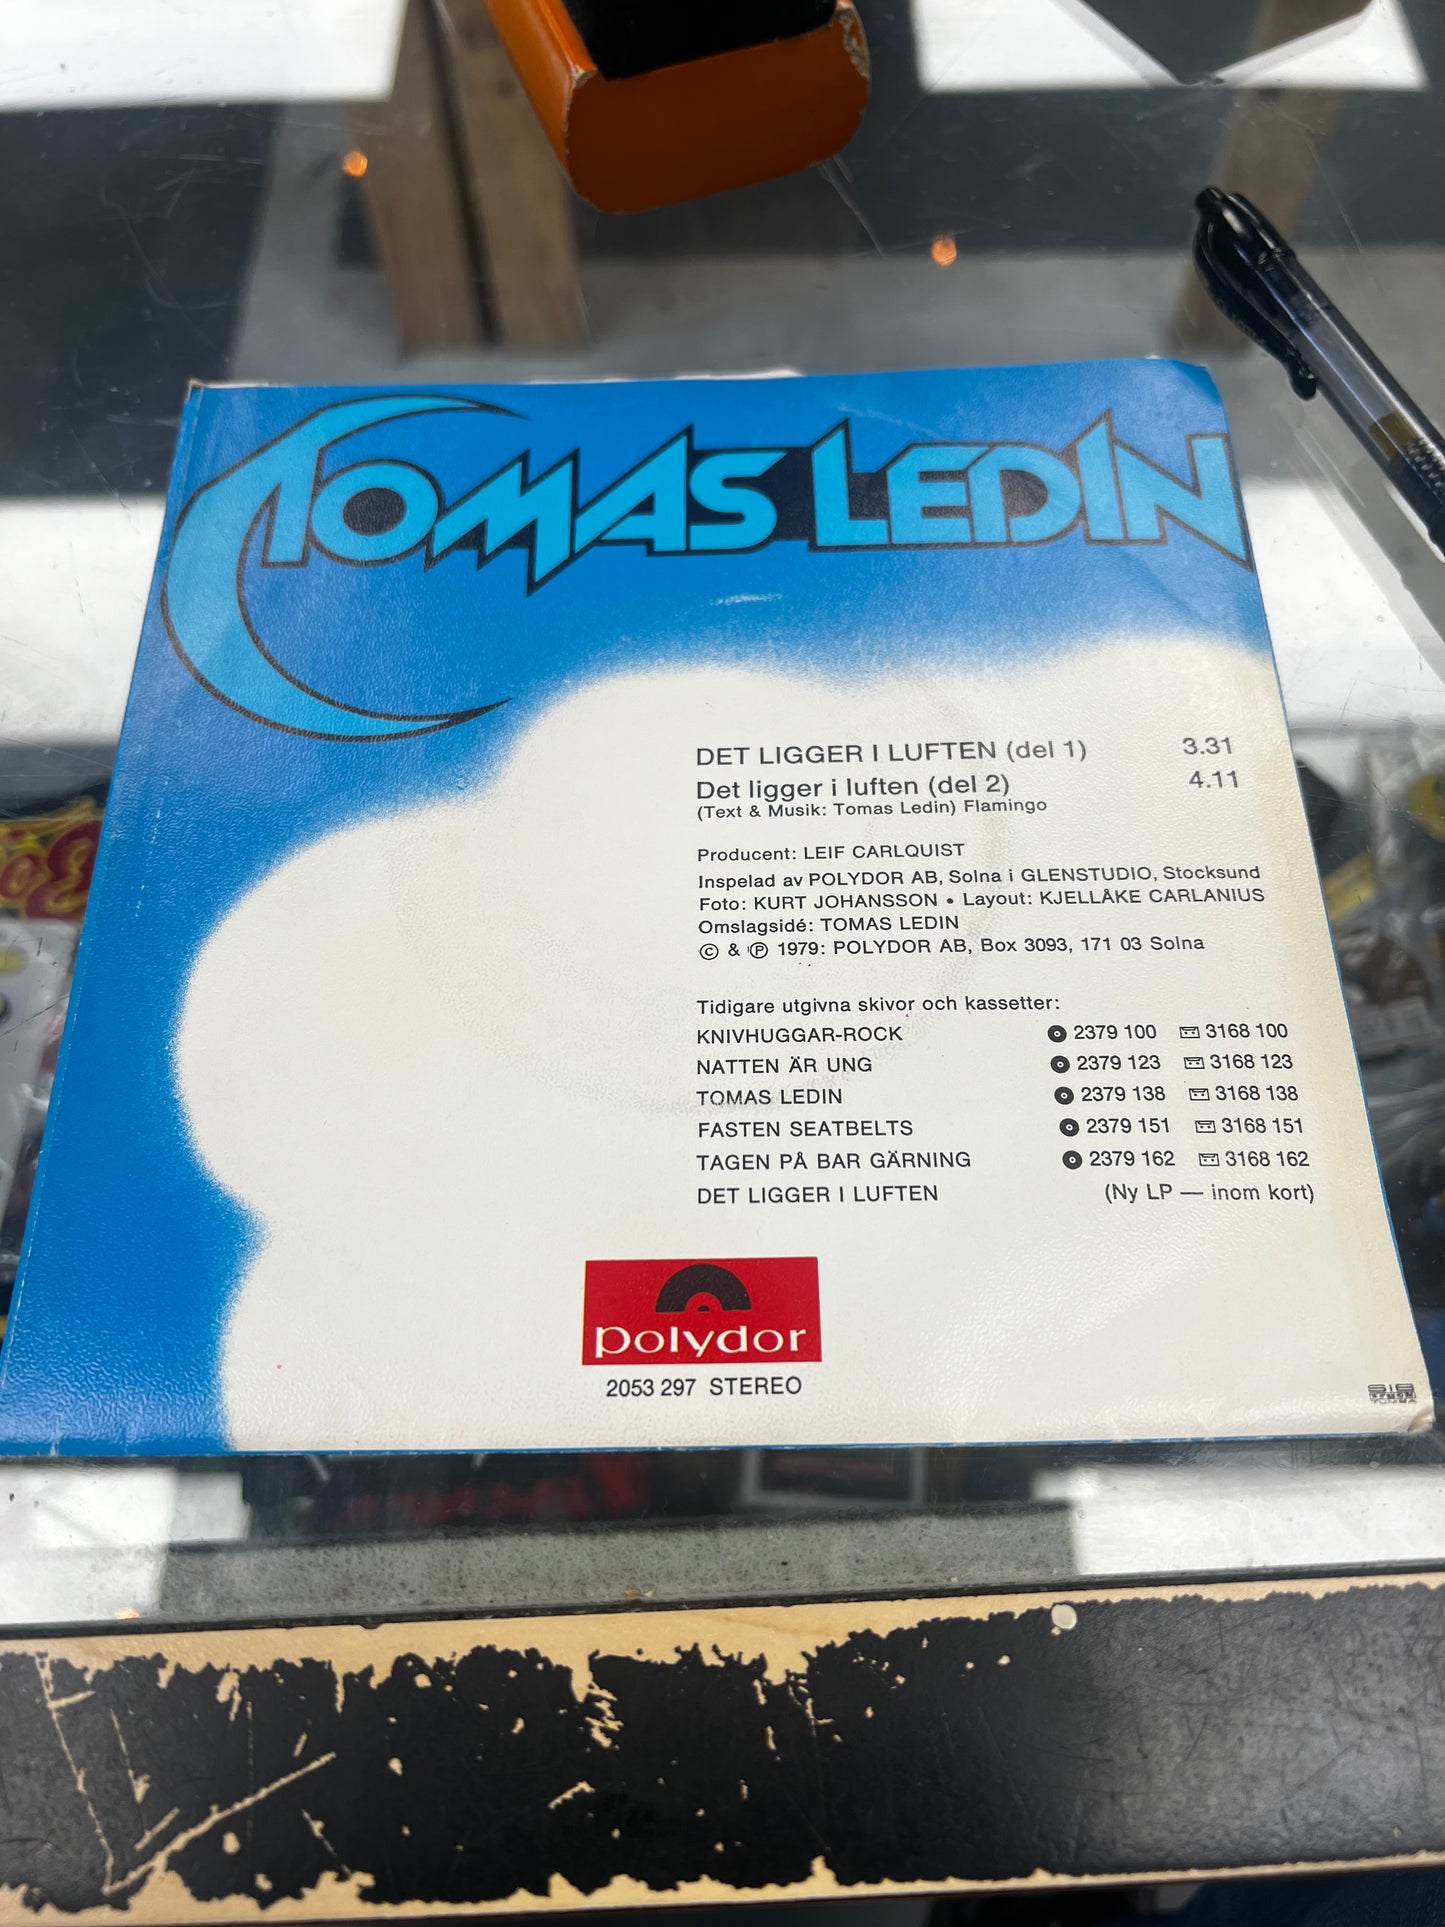 TOMAS LEDIN
DET LIGGER I LUFTEN (del 1) 3.31
Det ligger i luften (del 2) 4.11
(Text & Musik: Tomas Ledin) Flamingo
Producent: LEIF CARLQUIST
Inspelad av POLYDOR AB, Solna i GLENSTUDIO, Stocksund
Foto: KURT JOHANSSON • Layout: KJELLÅKE CARLANIUS
Omslagsidé: TOMAS LEDIN
© & ℗ 1979: POLYDOR AB, Box 3093, 171 03 Solna
Tidigare utgivna skivor och kassetter:
KNIVHUGGAR-ROCK 2379 100 3168 100
NATTEN ÄR UNG 2379 123 3168 123
TOMAS LEDIN 2379 138 3168 138
FASTEN SEATBELTS 2379 151 3168 151
TAGEN PÅ BAR GÄRNING 2379 162 3168 162
DET LIGGER I LUFTEN (Ny LP — inom kort)
polydor
2053 297 STEREO